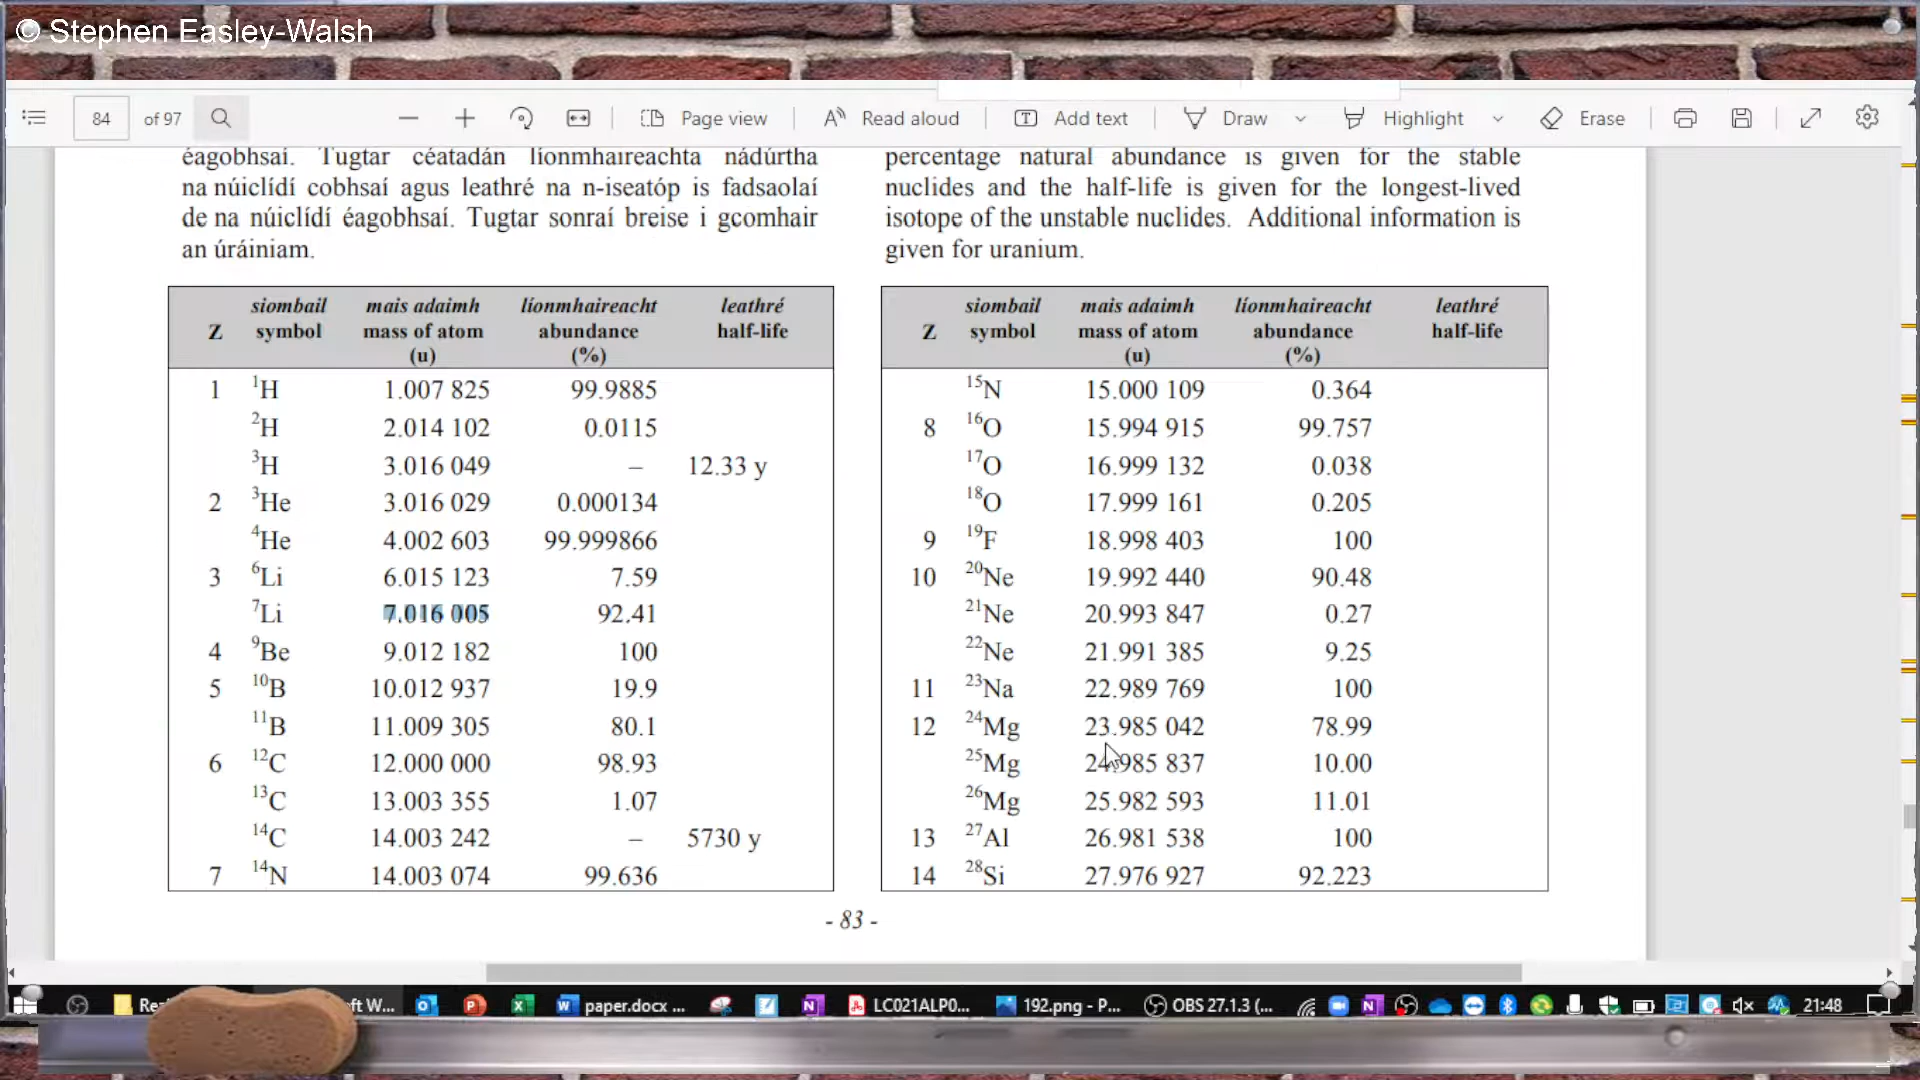 © Stephen Easley-Walsh
84 of 97 Page view Read aloud Add text Draw Highlight Erase
éagobhsaí. Tugtar céatadán líonmhaireachta nádúrtha
na núiclídí cobhsaí agus leathré na n-iseatóp is fadsaolaí
de na núiclídí éagobhsaí. Tugtar sonraí breise i gcomhair
an úráiniam.
percentage natural abundance is given for the stable
nuclides and the half-life is given for the longest-lived
isotope of the unstable nuclides. Additional information is
given for uranium.
siombail mais adaimh líonmhaireacht leathré
Z symbol mass of atom abundance half-life
(u) (%)
1 ¹H 1.007 825 99.9885
²H 2.014 102 0.0115
³H 3.016 049 – 12.33 y
2 ³He 3.016 029 0.000134
⁴He 4.002 603 99.999866
3 ⁶Li 6.015 123 7.59
⁷Li 7.016 005 92.41
4 ⁹Be 9.012 182 100
5 ¹⁰B 10.012 937 19.9
¹¹B 11.009 305 80.1
6 ¹²C 12.000 000 98.93
¹³C 13.003 355 1.07
¹⁴C 14.003 242 – 5730 y
7 ¹⁴N 14.003 074 99.636
siombail mais adaimh líonmhaireacht leathré
Z symbol mass of atom abundance half-life
(u) (%)
¹⁵N 15.000 109 0.364
8 ¹⁶O 15.994 915 99.757
¹⁷O 16.999 132 0.038
¹⁸O 17.999 161 0.205
9 ¹⁹F 18.998 403 100
10 ²⁰Ne 19.992 440 90.48
²¹Ne 20.993 847 0.27
²²Ne 21.991 385 9.25
11 ²³Na 22.989 769 100
12 ²⁴Mg 23.985 042 78.99
²⁵Mg 24.985 837 10.00
²⁶Mg 25.982 593 11.01
13 ²⁷Al 26.981 538 100
14 ²⁸Si 27.976 927 92.223
- 83 -
Rea ft W... paper.docx ... LC021ALP0... 192.png - P... OBS 27.1.3 (... 21:48